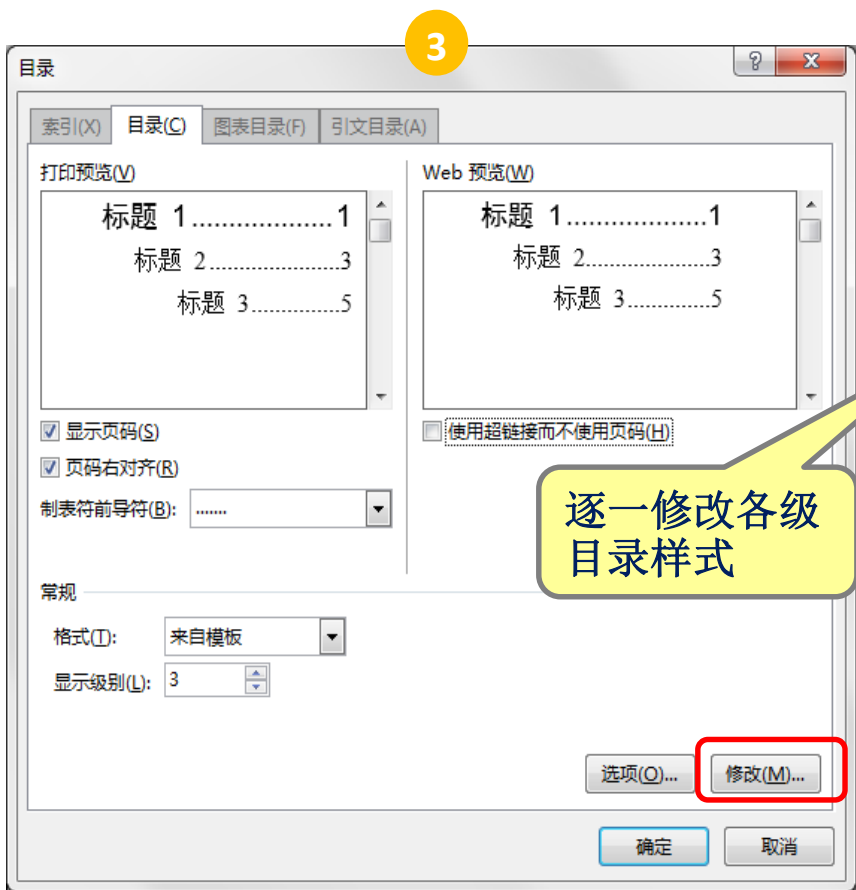 3
目录
索引(X) 目录(C) 图表目录(F) 引文目录(A)
打印预览(V)
标题 1...................1
标题 2.....................3
标题 3...............5
Web 预览(W)
标题 1...................1
标题 2....................3
标题 3..............5
显示页码(S)
页码右对齐(R)
制表符前导符(B): .......
使用超链接而不使用页码(H)
逐一修改各级
目录样式
常规
格式(T): 来自模板
显示级别(L): 3
选项(O)... 修改(M)...
确定 取消